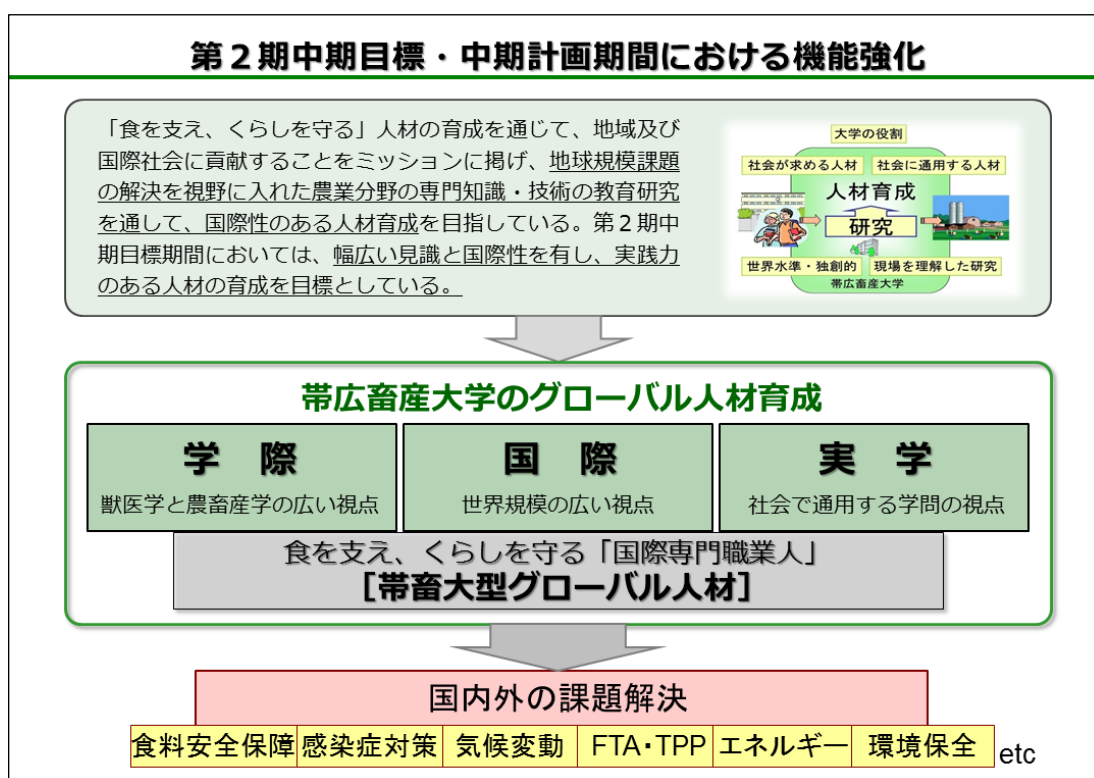 第２期中期目標・中期計画期間における機能強化
「食を支え、くらしを守る」人材の育成を通じて、地域及び
国際社会に貢献することをミッションに掲げ、地球規模課題
の解決を視野に入れた農業分野の専門知識・技術の教育研究
を通して、国際性のある人材育成を目指している。第２期中
期目標期間においては、幅広い見識と国際性を有し、実践力
のある人材の育成を目標としている。
大学の役割
社会が求める人材
社会に通用する人材
人材育成
研究
世界水準・独創的
現場を理解した研究
帯広畜産大学
帯広畜産大学のグローバル人材育成
学　際
獣医学と農畜産学の広い視点
国　際
世界規模の広い視点
実　学
社会で通用する学問の視点
食を支え、くらしを守る「国際専門職業人」
［帯畜大型グローバル人材］
国内外の課題解決
食料安全保障
感染症対策
気候変動
FTA・TPP
エネルギー
環境保全
etc